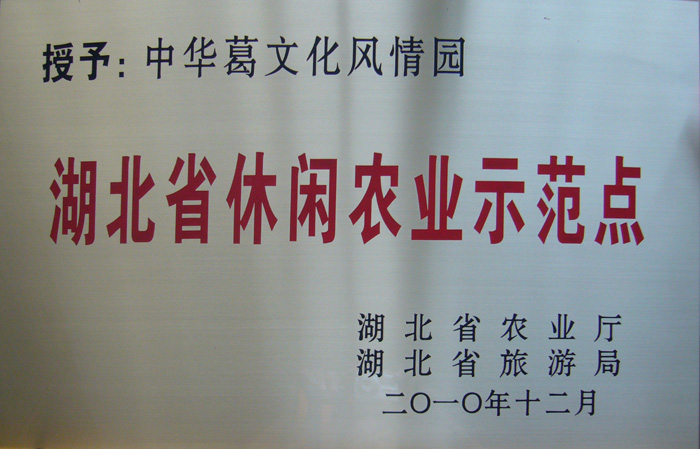 授予：中华葛文化风情园
湖北省休闲农业示范点
湖北省农业厅
湖北省旅游局
二〇一〇年十二月